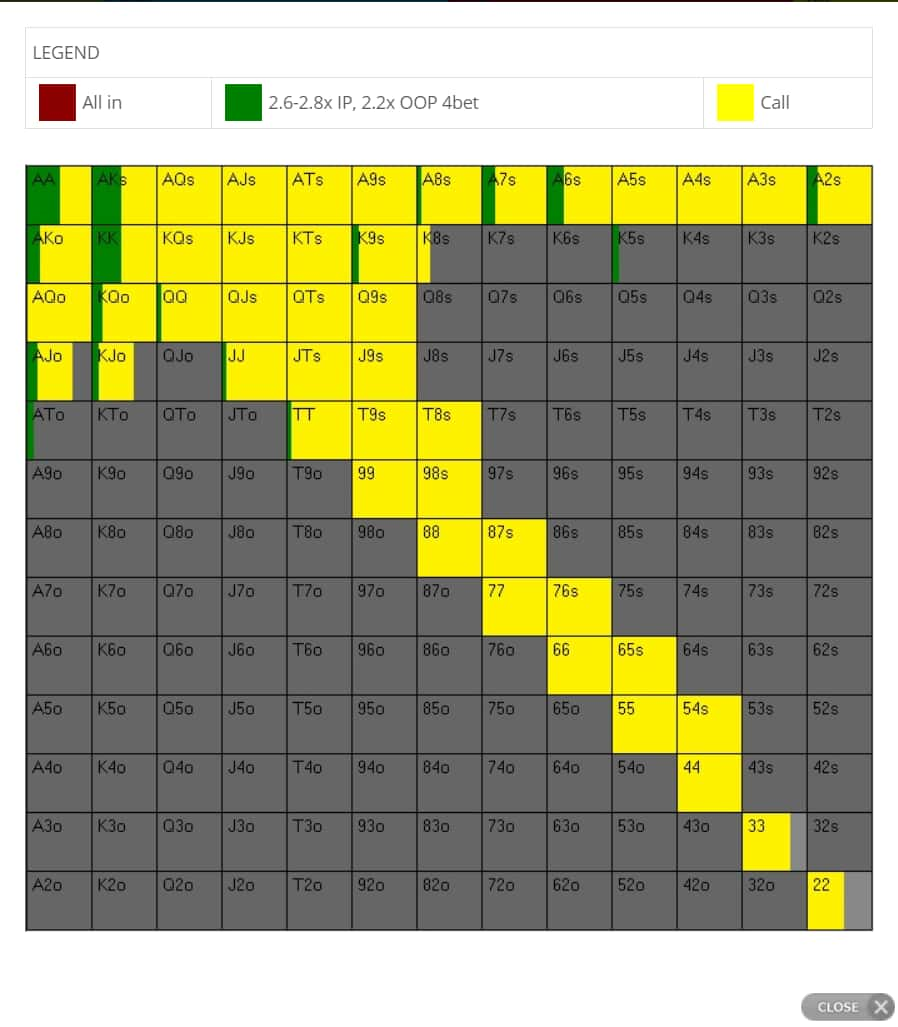 LEGEND
All in 2.6-2.8x IP, 2.2x OOP 4bet Call
AA AKs AQs AJs ATs A9s A8s A7s A6s A5s A4s A3s A2s
AKo KK KQs KJs KTs K9s K8s K7s K6s K5s K4s K3s K2s
AQo KQo QQ QJs QTs Q9s Q8s Q7s Q6s Q5s Q4s Q3s Q2s
AJo KJo QJo JJ JTs J9s J8s J7s J6s J5s J4s J3s J2s
ATo KTo QTo JTo TT T9s T8s T7s T6s T5s T4s T3s T2s
A9o K9o Q9o J9o T9o 99 98s 97s 96s 95s 94s 93s 92s
A8o K8o Q8o J8o T8o 98o 88 87s 86s 85s 84s 83s 82s
A7o K7o Q7o J7o T7o 97o 87o 77 76s 75s 74s 73s 72s
A6o K6o Q6o J6o T6o 96o 86o 76o 66 65s 64s 63s 62s
A5o K5o Q5o J5o T5o 95o 85o 75o 65o 55 54s 53s 52s
A4o K4o Q4o J4o T4o 94o 84o 74o 64o 54o 44 43s 42s
A3o K3o Q3o J3o T3o 93o 83o 73o 63o 53o 43o 33 32s
A2o K2o Q2o J2o T2o 92o 82o 72o 62o 52o 42o 32o 22
CLOSE